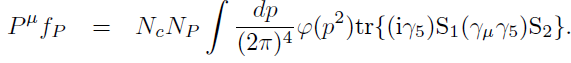 P^μ f_P = N_c N_P ∫ dp/(2π)^4 φ(p^2) tr{(iγ_5) S_1 (γ_μ γ_5) S_2}.